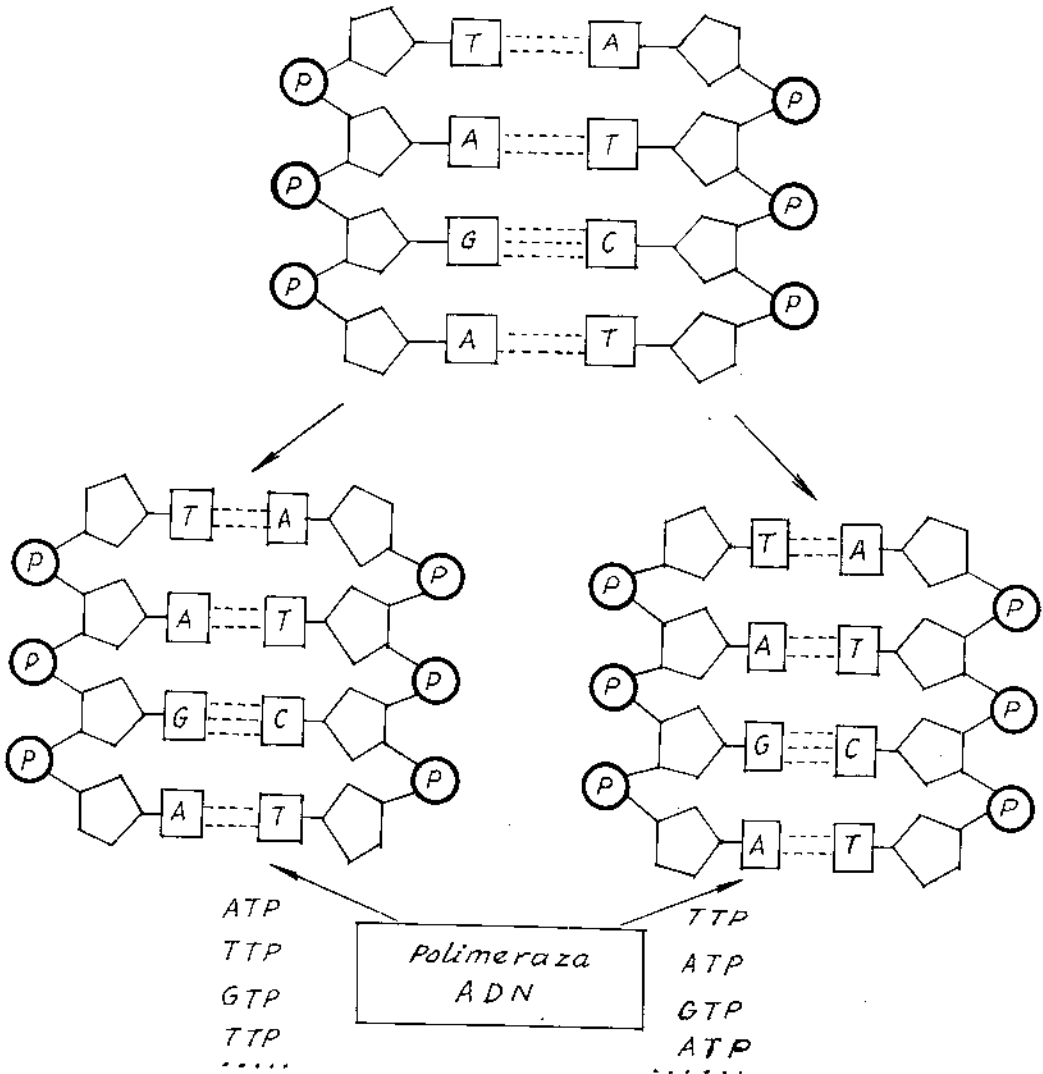 T A
P P
A T
P P
G C
P P
A T
T A
P P
A T
P P
G C
P P
A T
T A
P P
A T
P P
G C
P P
A T
ATP
TTP
GTP
TTP
.....
Polimeraza
ADN
TTP
ATP
GTP
ATP
.......